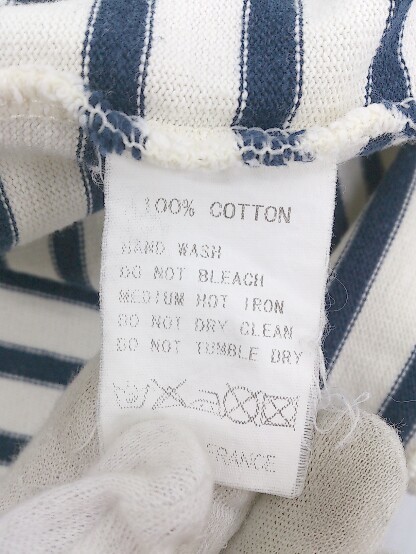 100% COTTON
HAND WASH
DO NOT BLEACH
MEDIUM HOT IRON
DO NOT DRY CLEAN
DO NOT TUMBLE DRY
FRANCE